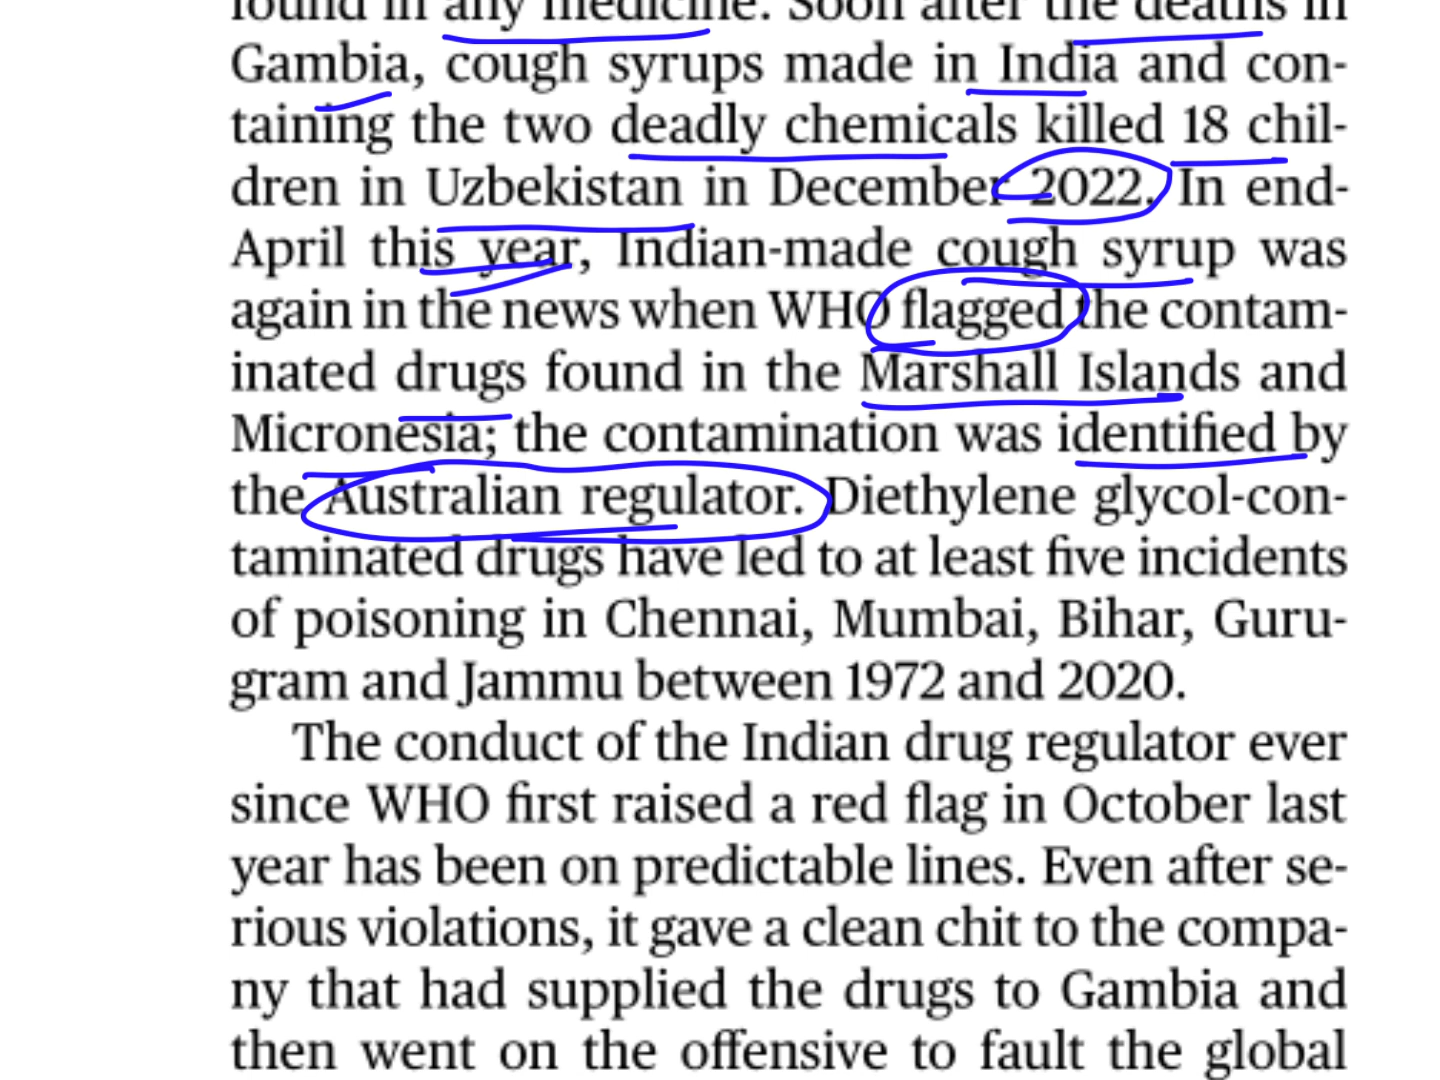 found in any medicine. Soon after the deaths in
Gambia, cough syrups made in India and con-
taining the two deadly chemicals killed 18 chil-
dren in Uzbekistan in December 2022. In end-
April this year, Indian-made cough syrup was
again in the news when WHO flagged the contam-
inated drugs found in the Marshall Islands and
Micronesia; the contamination was identified by
the Australian regulator. Diethylene glycol-con-
taminated drugs have led to at least five incidents
of poisoning in Chennai, Mumbai, Bihar, Guru-
gram and Jammu between 1972 and 2020.
The conduct of the Indian drug regulator ever
since WHO first raised a red flag in October last
year has been on predictable lines. Even after se-
rious violations, it gave a clean chit to the compa-
ny that had supplied the drugs to Gambia and
then went on the offensive to fault the global